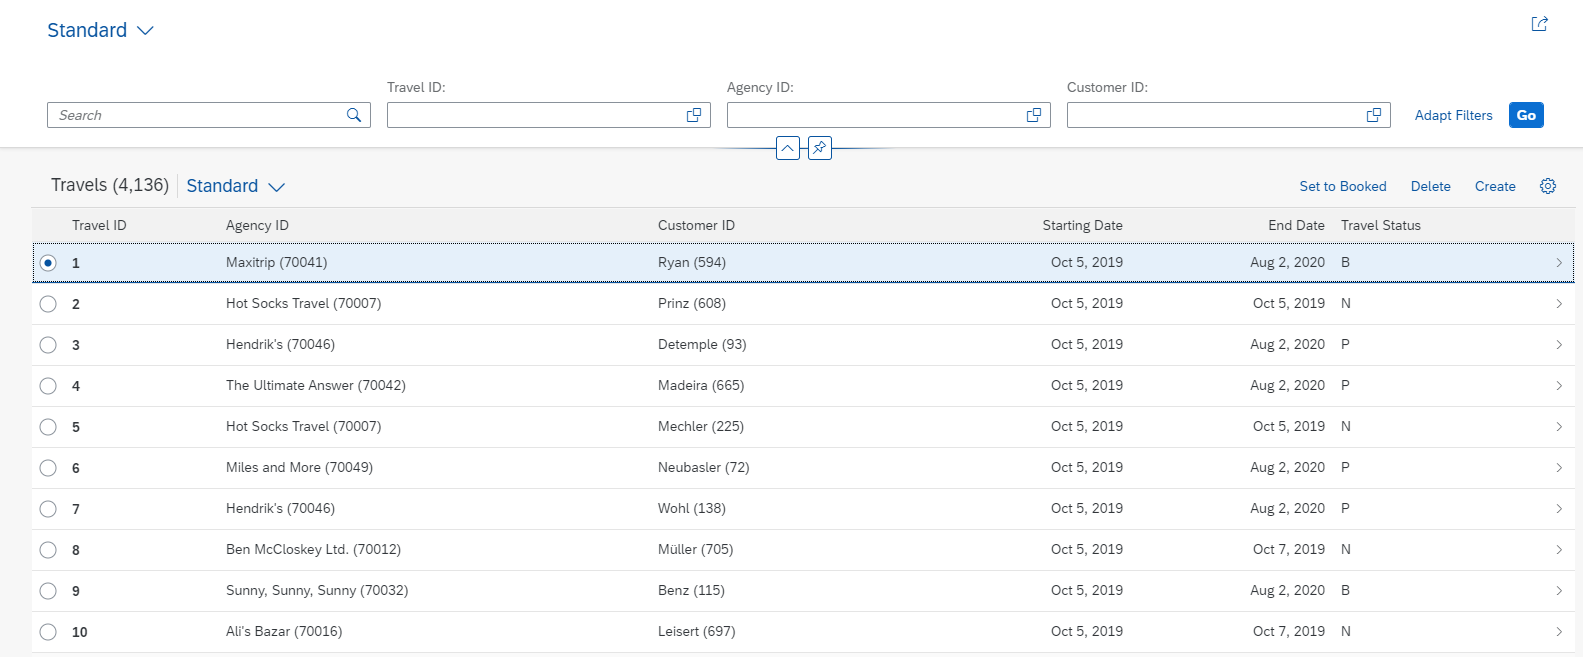 Standard
Travel ID: Agency ID: Customer ID:
Search Adapt Filters Go
Travels (4,136) Standard Set to Booked Delete Create
Travel ID Agency ID Customer ID Starting Date End Date Travel Status
1 Maxitrip (70041) Ryan (594) Oct 5, 2019 Aug 2, 2020 B
2 Hot Socks Travel (70007) Prinz (608) Oct 5, 2019 Oct 5, 2019 N
3 Hendrik's (70046) Detemple (93) Oct 5, 2019 Aug 2, 2020 P
4 The Ultimate Answer (70042) Madeira (665) Oct 5, 2019 Aug 2, 2020 P
5 Hot Socks Travel (70007) Mechler (225) Oct 5, 2019 Oct 5, 2019 N
6 Miles and More (70049) Neubasler (72) Oct 5, 2019 Aug 2, 2020 P
7 Hendrik's (70046) Wohl (138) Oct 5, 2019 Aug 2, 2020 P
8 Ben McCloskey Ltd. (70012) Müller (705) Oct 5, 2019 Oct 7, 2019 N
9 Sunny, Sunny, Sunny (70032) Benz (115) Oct 5, 2019 Aug 2, 2020 B
10 Ali's Bazar (70016) Leisert (697) Oct 5, 2019 Oct 7, 2019 N